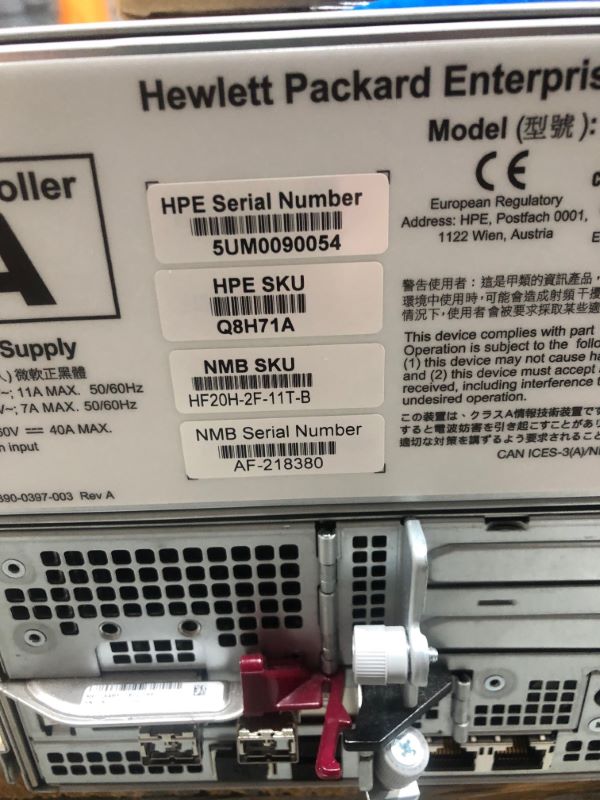 Hewlett Packard Enterpris
Model (型號):
oller
A
HPE Serial Number
5UM0090054
HPE SKU
Q8H71A
NMB SKU
HF20H-2F-11T-B
NMB Serial Number
AF-218380
CE
European Regulatory
Address: HPE, Postfach 0001,
1122 Wien, Austria
警告使用者：這是甲類的資訊產品，
環境中使用時，可能會造成射頻干擾
情況下，使用者會被要求採取某些適
This device complies with part
Operation is subject to the follo
(1) this device may not cause ha
and (2) this device must accept
received, including interference t
undesired operation.
この装置は、クラスA情報技術装置です
すると電波妨害を引き起こすことがあり
適切な対策を講ずるよう要求されること
CAN ICES-3(A)/N
Supply
人) 微軟正黑體
~; 11A MAX. 50/60Hz
~; 7A MAX. 50/60Hz
60V ⎓ 40A MAX.
n input
890-0397-003 Rev A